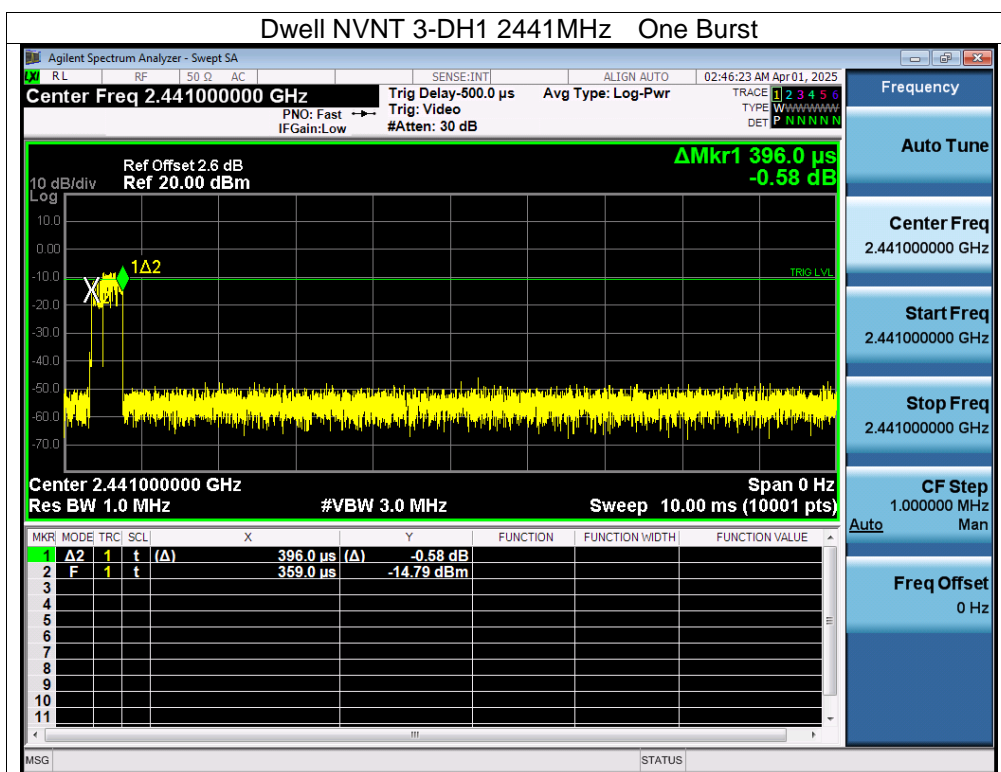 Dwell NVNT 3-DH1 2441MHz One Burst
Agilent Spectrum Analyzer - Swept SA
LXI RL RF 50 Ω AC SENSE:INT ALIGN AUTO 02:46:23 AM Apr 01, 2025
Center Freq 2.441000000 GHz
PNO: Fast
IFGain:Low
Trig Delay-500.0 µs
Trig: Video
#Atten: 30 dB
Avg Type: Log-Pwr
TRACE 1 2 3 4 5 6
TYPE WWWWWWW
DET P N N N N N
Ref Offset 2.6 dB
10 dB/div Ref 20.00 dBm
Log
ΔMkr1 396.0 µs
-0.58 dB
10.0
0.00
-10.0
-20.0
-30.0
-40.0
-50.0
-60.0
-70.0
1Δ2
TRIG LVL
Center 2.441000000 GHz Span 0 Hz
Res BW 1.0 MHz #VBW 3.0 MHz Sweep 10.00 ms (10001 pts)
MKR MODE TRC SCL X Y FUNCTION FUNCTION WIDTH FUNCTION VALUE
1 Δ2 1 t (Δ) 396.0 µs (Δ) -0.58 dB
2 F 1 t 359.0 µs -14.79 dBm
3
4
5
6
7
8
9
10
11
MSG STATUS
Frequency
Auto Tune
Center Freq
2.441000000 GHz
Start Freq
2.441000000 GHz
Stop Freq
2.441000000 GHz
CF Step
1.000000 MHz
Auto Man
Freq Offset
0 Hz